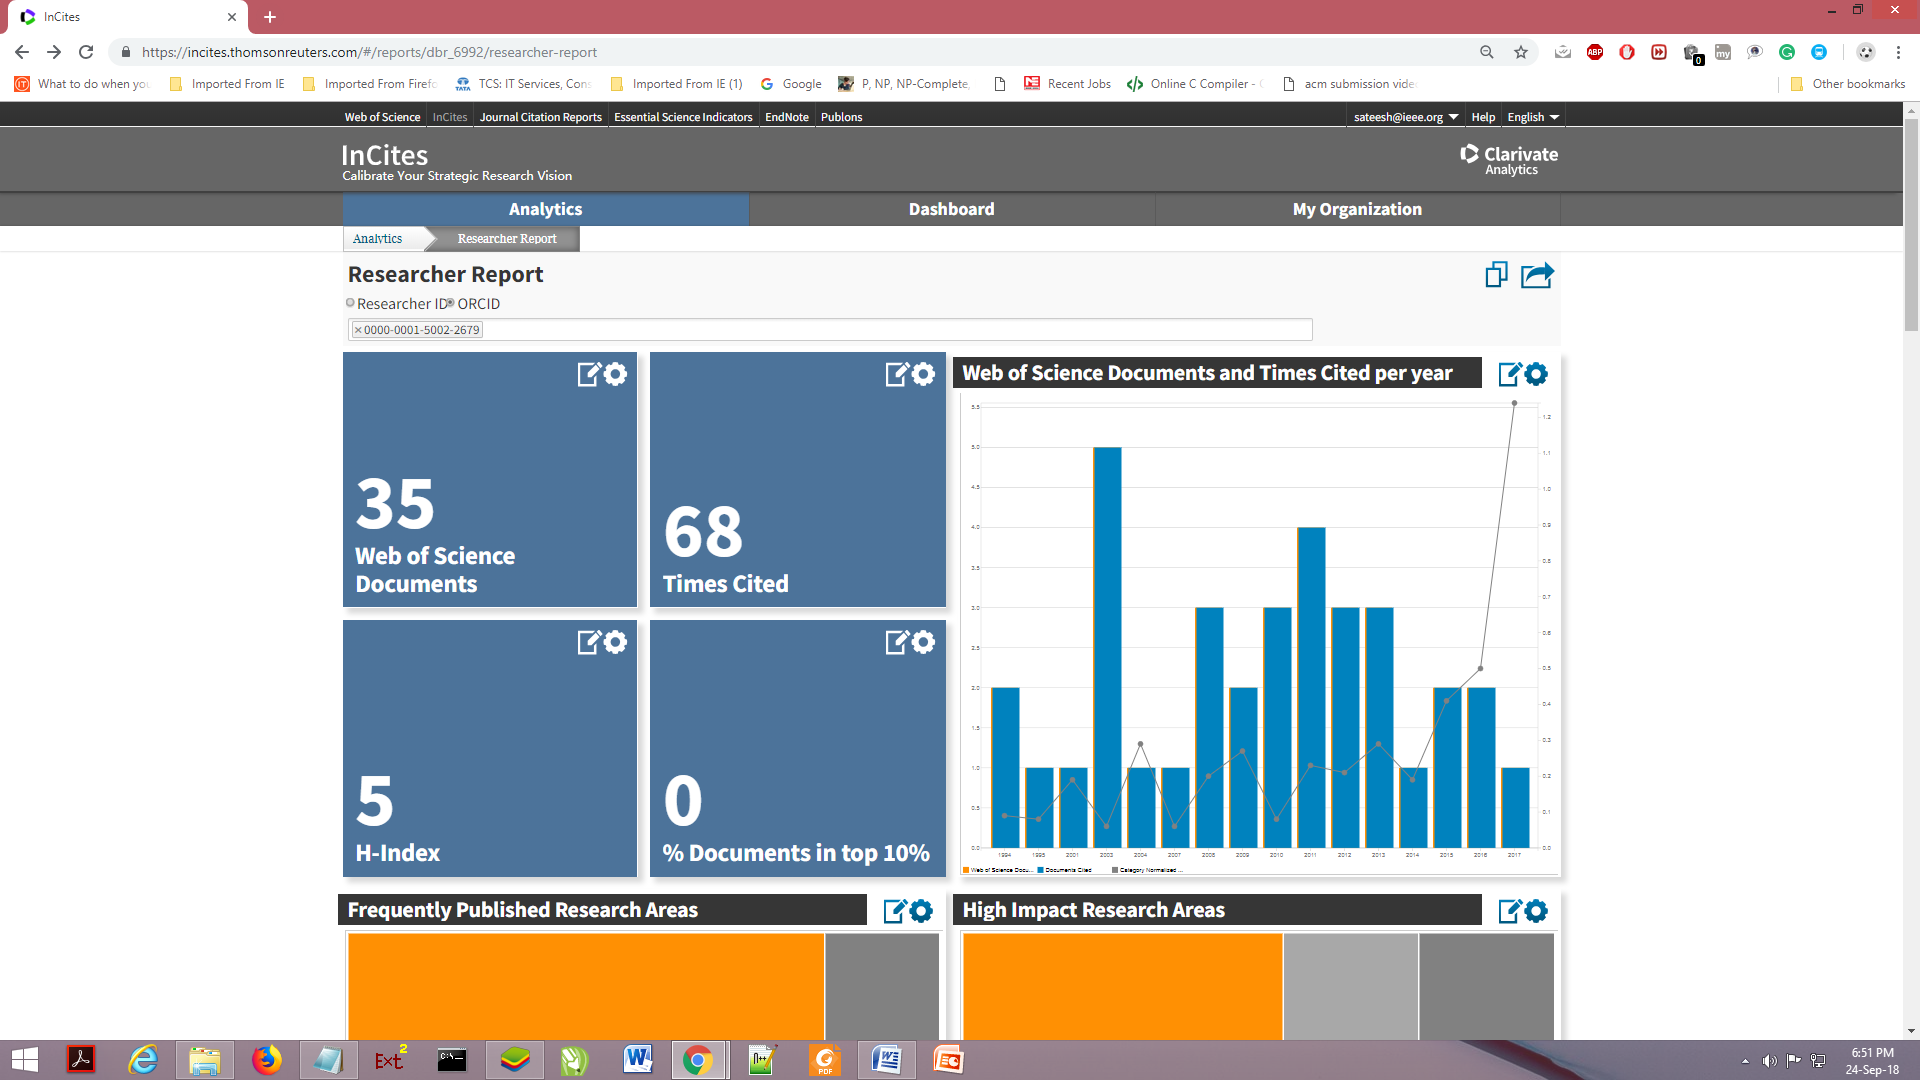 InCites
https://incites.thomsonreuters.com/#/reports/dbr_6992/researcher-report
ABP
my
0
What to do when you
Imported From IE
Imported From Firefo
TATA
TCS: IT Services, Cons
Imported From IE (1)
Google
P, NP, NP-Complete,
Recent Jobs
Online C Compiler -
acm submission vide
Other bookmarks
Web of Science InCites Journal Citation Reports Essential Science Indicators EndNote Publons
sateesh@ieee.org Help English
InCites
Calibrate Your Strategic Research Vision
Clarivate
Analytics
Analytics Dashboard My Organization
Analytics Researcher Report
Researcher Report
Researcher ID ORCID
×0000-0001-5002-2679
35
Web of Science
Documents
68
Times Cited
5
H-Index
0
% Documents in top 10%
Web of Science Documents and Times Cited per year
5.5
5.0
4.5
4.0
3.5
3.0
2.5
2.0
1.5
1.0
0.5
0.0
1.2
1.1
1.0
0.9
0.8
0.7
0.6
0.5
0.4
0.3
0.2
0.1
0.0
1994 1995 2001 2003 2004 2007 2008 2009 2010 2011 2012 2013 2014 2015 2016 2017
Web of Science Docu... Documents Cited Category Normalized ...
Frequently Published Research Areas
High Impact Research Areas
Ext2
C:\_
N++
PDF
6:51 PM
24-Sep-18